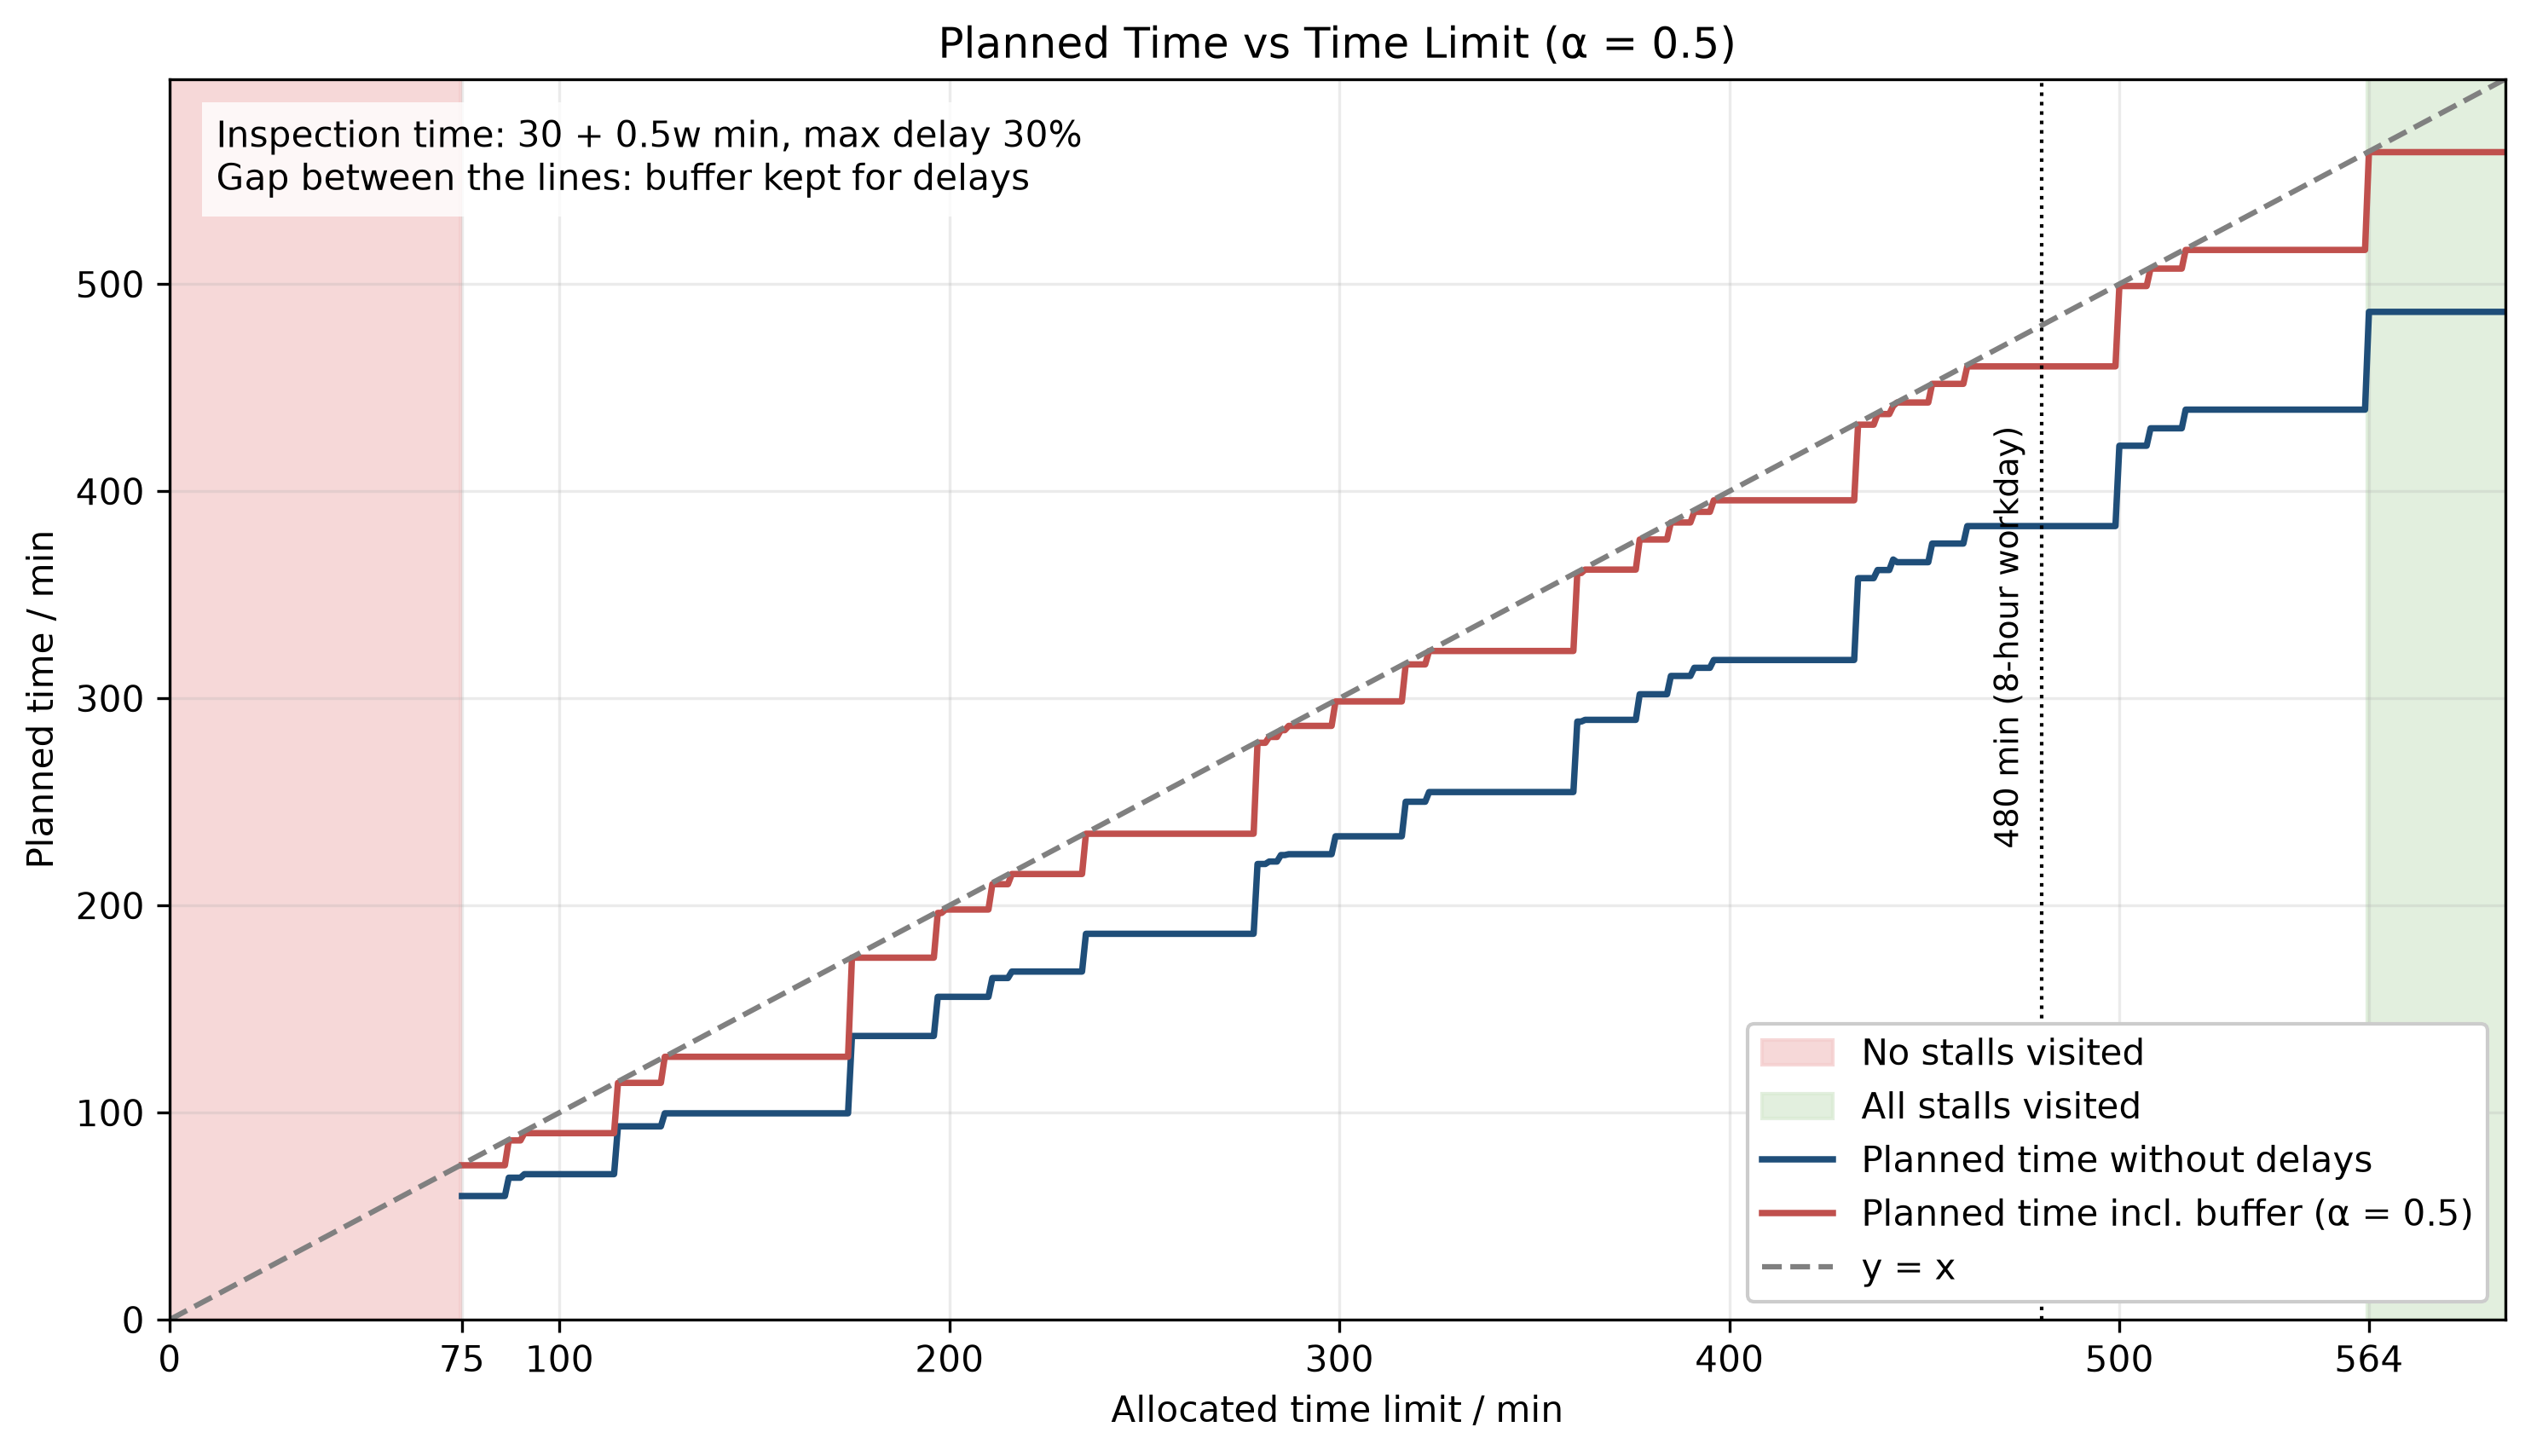 Planned Time vs Time Limit (α = 0.5)
Inspection time: 30 + 0.5w min, max delay 30%
Gap between the lines: buffer kept for delays
Planned time / min
500
400
300
200
100
0
480 min (8-hour workday)
No stalls visited
All stalls visited
Planned time without delays
Planned time incl. buffer (α = 0.5)
y = x
0 75 100 200 300 400 500 564
Allocated time limit / min